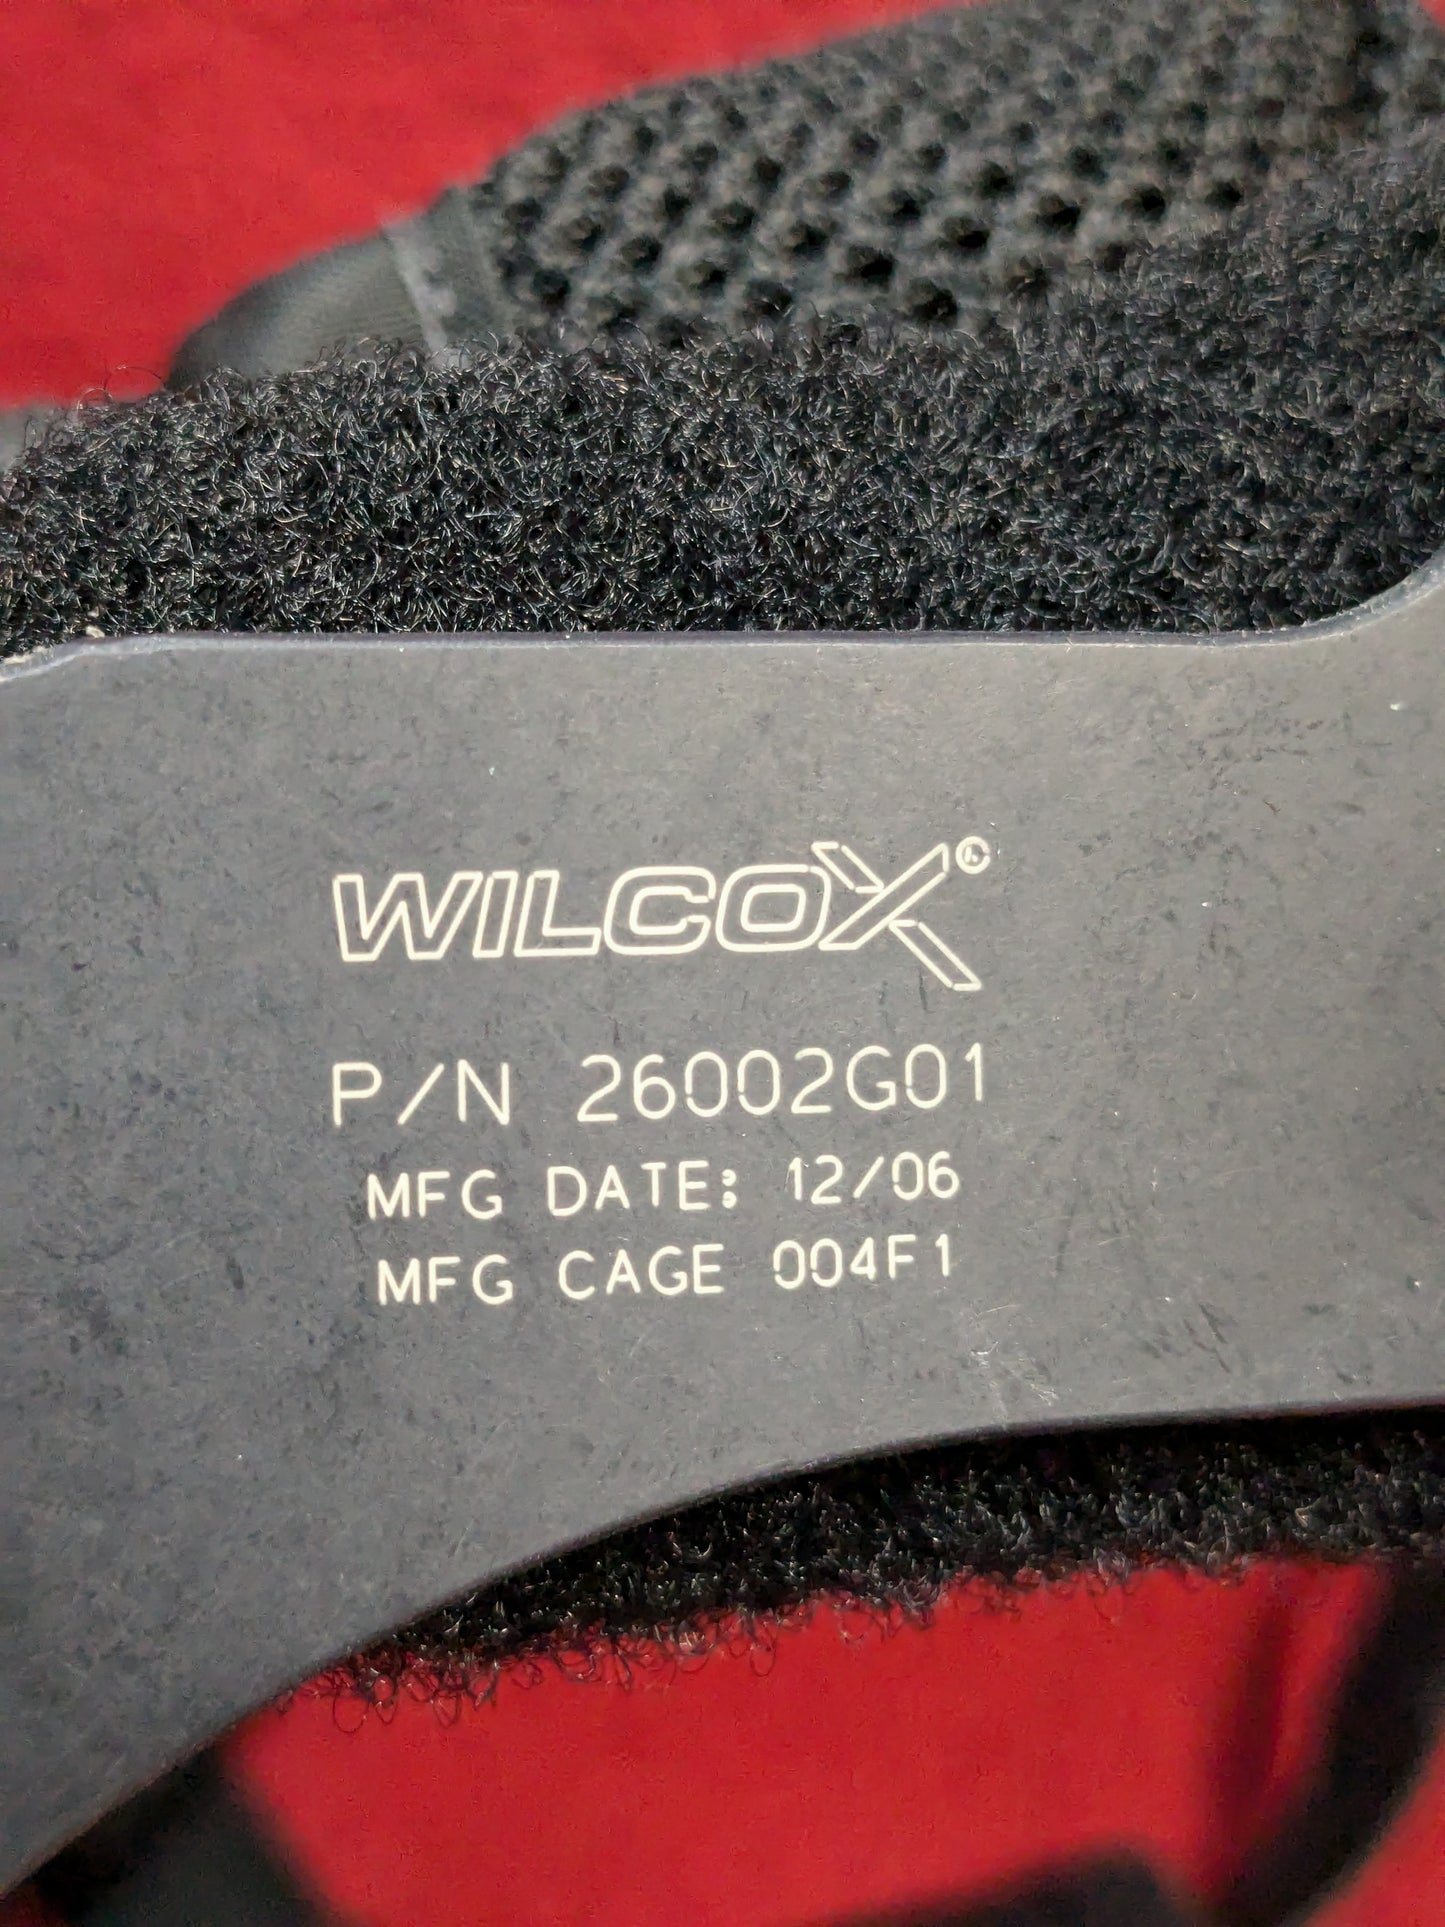 WILCOX®
P/N 26002G01
MFG DATE: 12/06
MFG CAGE 004F1